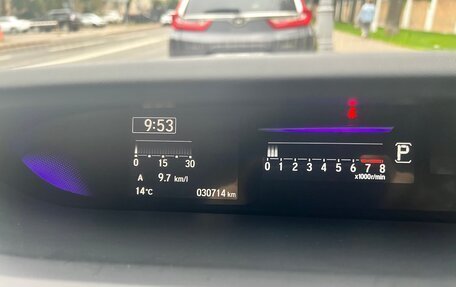 9:53
0 15 30
A 9.7 km/l
14°C 030714 km
0 1 2 3 4 5 6 7 8
x1000r/min
P